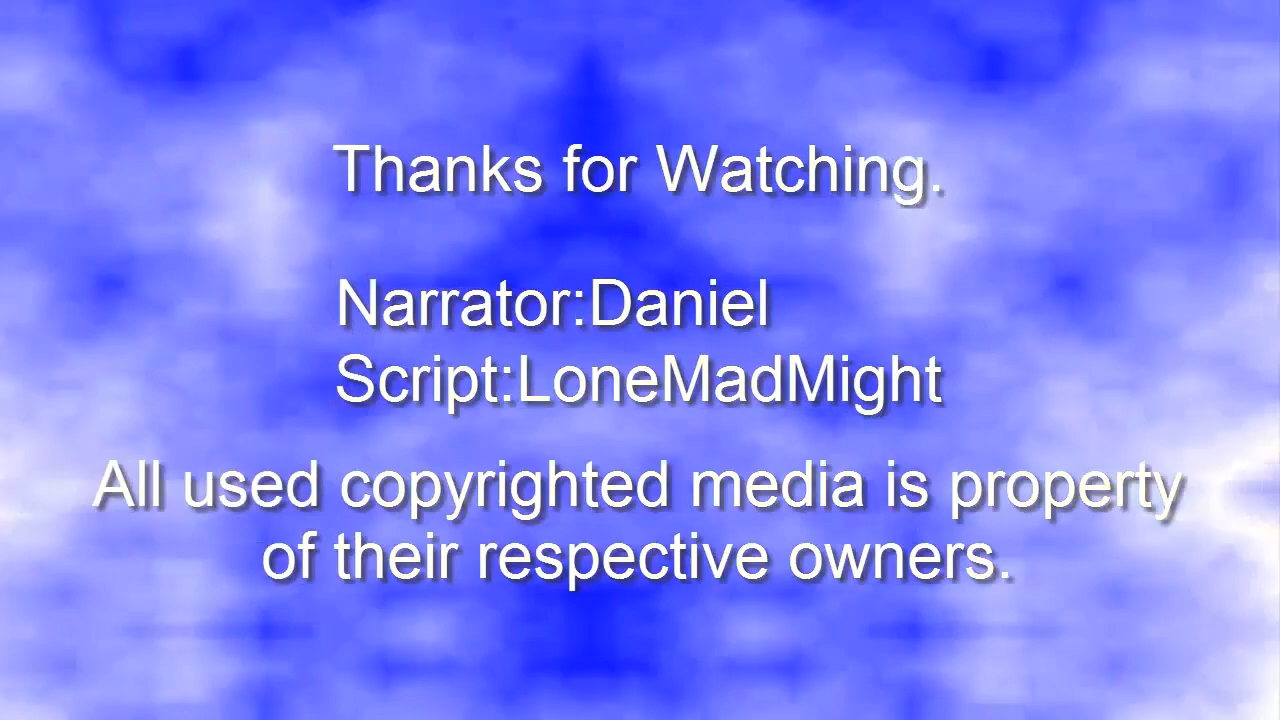 Thanks for Watching.
Narrator:Daniel
Script:LoneMadMight
All used copyrighted media is property
of their respective owners.